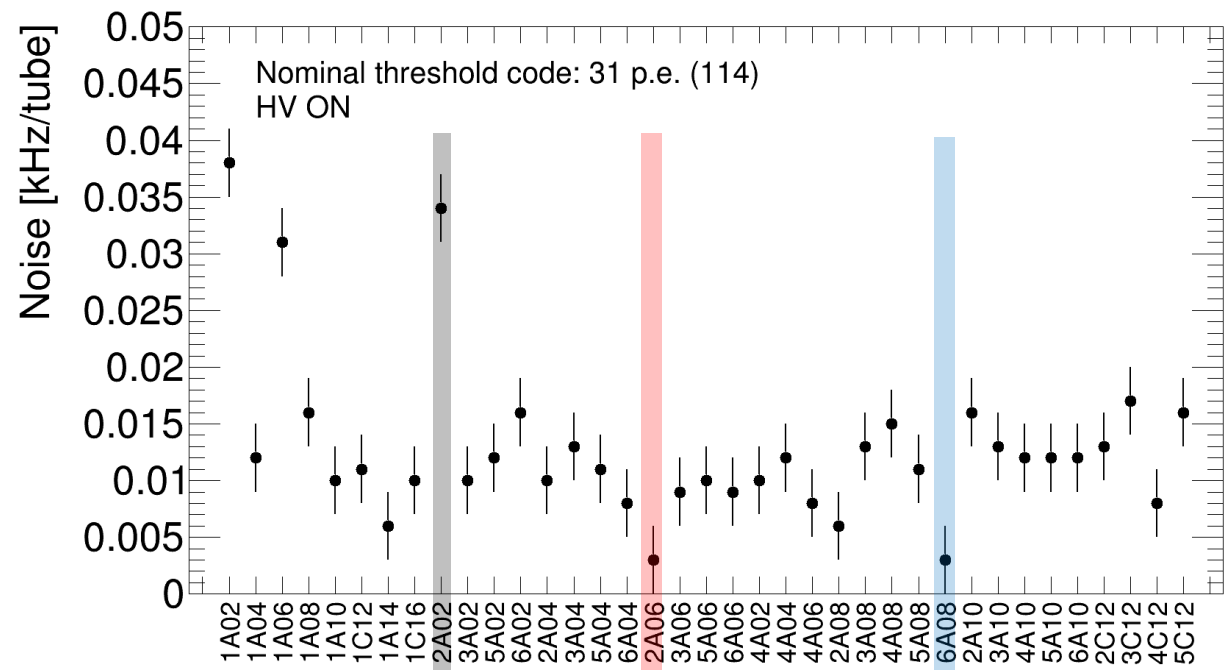 Noise [kHz/tube]
0.05
0.045
0.04
0.035
0.03
0.025
0.02
0.015
0.01
0.005
0
Nominal threshold code: 31 p.e. (114)
HV ON
1A02
1A04
1A06
1A08
1A10
1C12
1A14
1C16
2A02
3A02
5A02
6A02
2A04
3A04
5A04
6A04
2A06
3A06
5A06
6A06
4A02
4A04
4A06
2A08
3A08
4A08
5A08
6A08
2A10
3A10
4A10
5A10
6A10
2C12
3C12
4C12
5C12